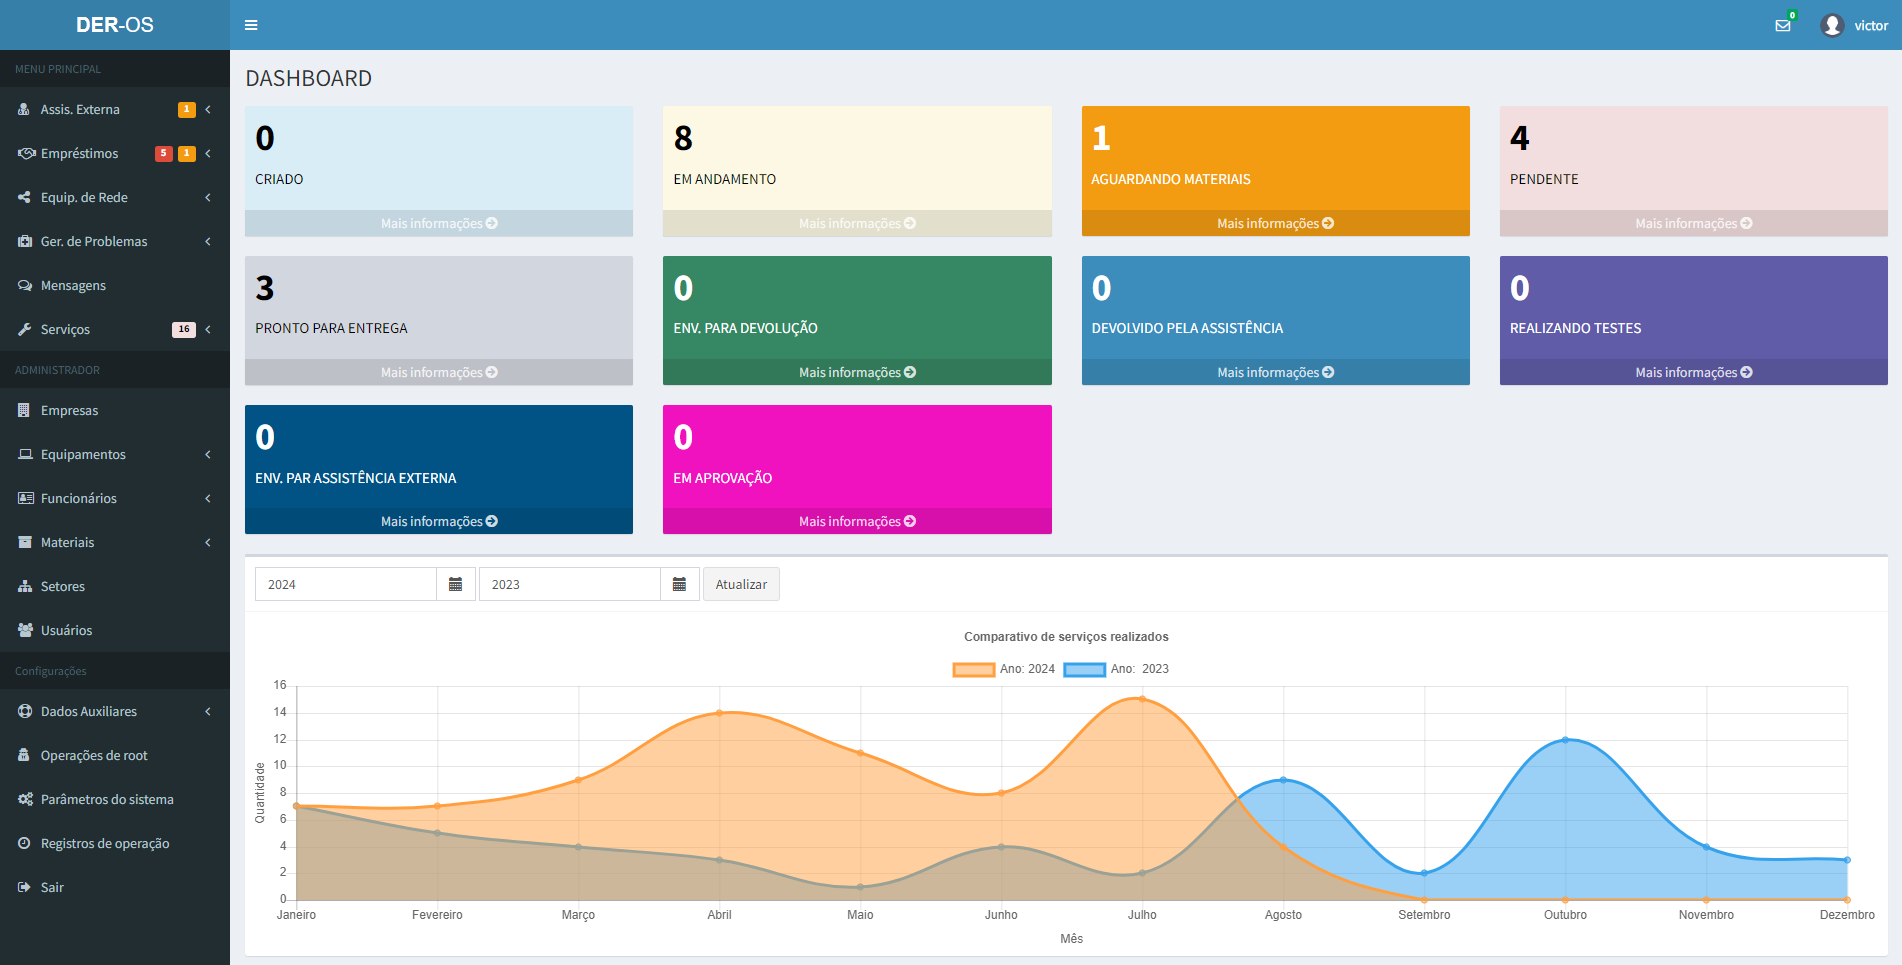 DER-OS
0
victor
MENU PRINCIPAL
Assis. Externa 1
Empréstimos 5 1
Equip. de Rede
Ger. de Problemas
Mensagens
Serviços 16
ADMINISTRADOR
Empresas
Equipamentos
Funcionários
Materiais
Setores
Usuários
Configurações
Dados Auxiliares
Operações de root
Parâmetros do sistema
Registros de operação
Sair
DASHBOARD
0
CRIADO
Mais informações
8
EM ANDAMENTO
Mais informações
1
AGUARDANDO MATERIAIS
Mais informações
4
PENDENTE
Mais informações
3
PRONTO PARA ENTREGA
Mais informações
0
ENV. PARA DEVOLUÇÃO
Mais informações
0
DEVOLVIDO PELA ASSISTÊNCIA
Mais informações
0
REALIZANDO TESTES
Mais informações
0
ENV. PAR ASSISTÊNCIA EXTERNA
Mais informações
0
EM APROVAÇÃO
Mais informações
2024 2023 Atualizar
Comparativo de serviços realizados
Ano: 2024 Ano: 2023
Quantidade
16
14
12
10
8
6
4
2
0
Janeiro Fevereiro Março Abril Maio Junho Julho Agosto Setembro Outubro Novembro Dezembro
Mês